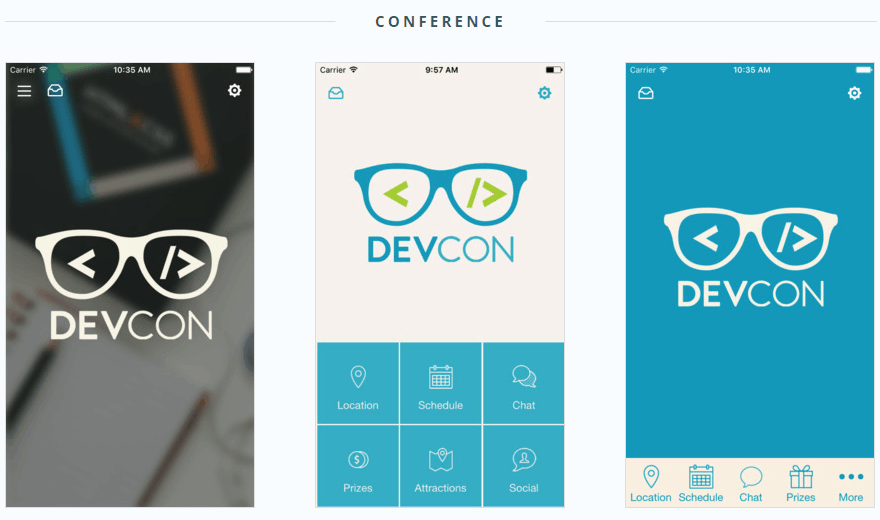 CONFERENCE
Carrier 10:35 AM
DEVCON
Carrier 9:57 AM
< />
DEVCON
Location Schedule Chat
Prizes Attractions Social
Carrier 10:35 AM
< />
DEVCON
Location Schedule Chat Prizes More